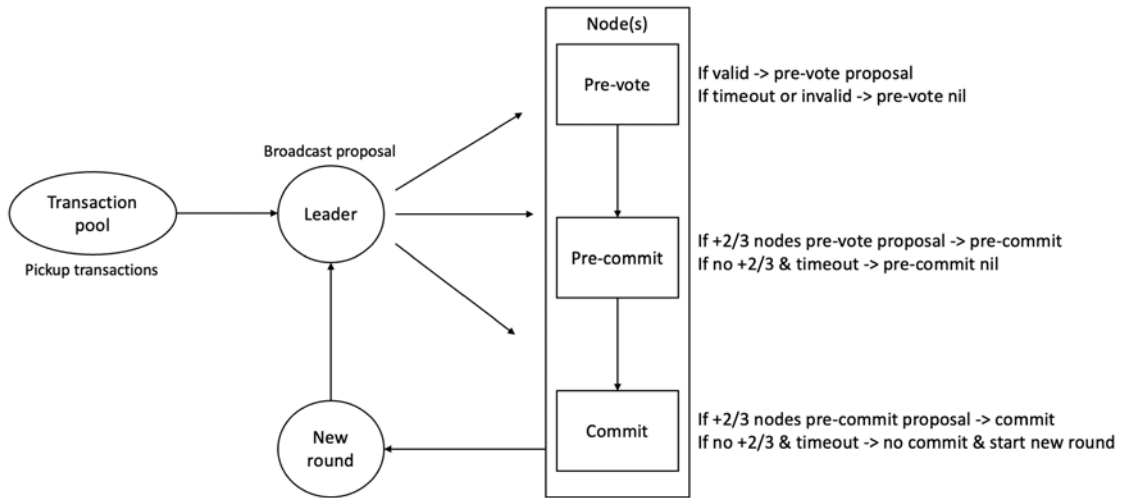 Node(s)
Pre-vote
If valid -> pre-vote proposal
If timeout or invalid -> pre-vote nil
Broadcast proposal
Transaction
pool
Leader
Pickup transactions
Pre-commit
If +2/3 nodes pre-vote proposal -> pre-commit
If no +2/3 & timeout -> pre-commit nil
New
round
Commit
If +2/3 nodes pre-commit proposal -> commit
If no +2/3 & timeout -> no commit & start new round